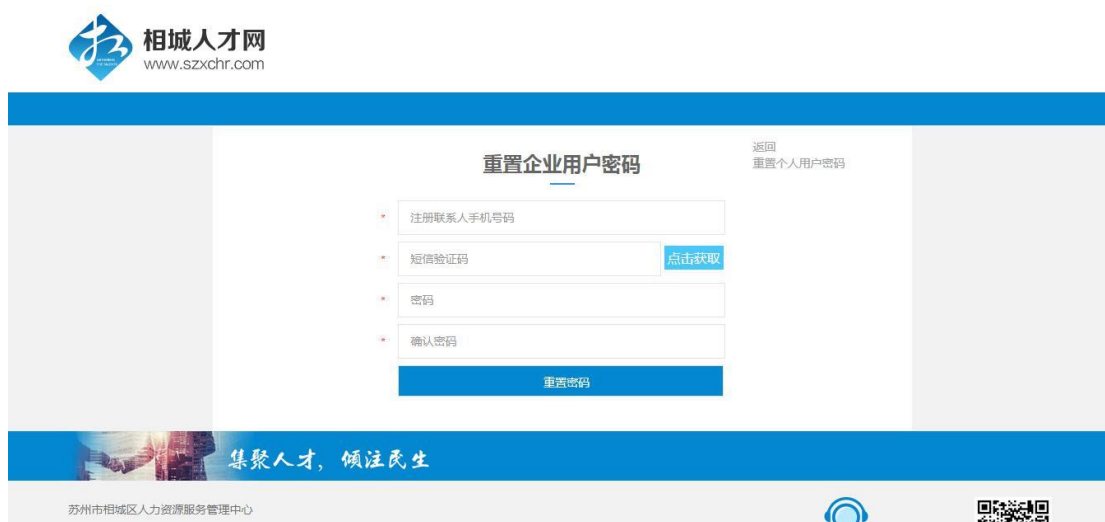 相城人才网
www.szxchr.com
重置企业用户密码
返回
重置个人用户密码
* 注册联系人手机号码
* 短信验证码 点击获取
* 密码
* 确认密码
重置密码
集聚人才，倾注民生
苏州市相城区人力资源服务管理中心